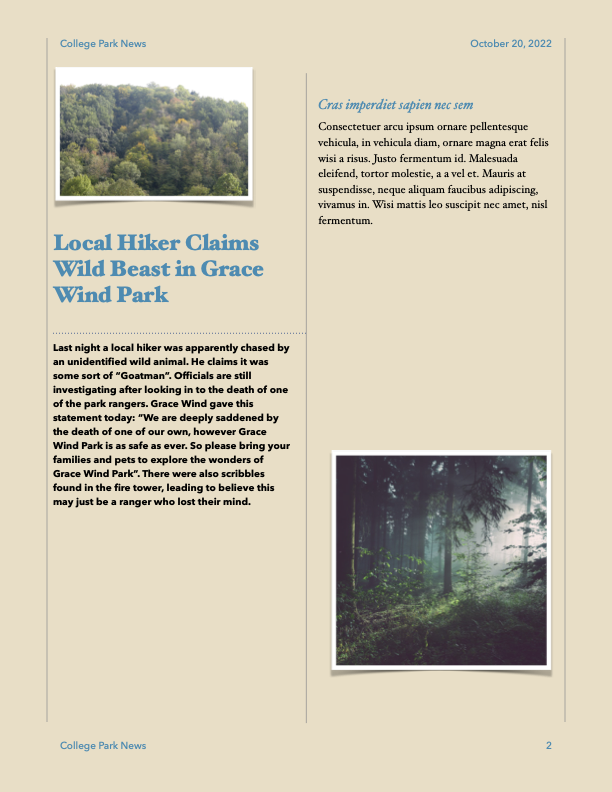 College Park News
October 20, 2022
Local Hiker Claims
Wild Beast in Grace
Wind Park
Last night a local hiker was apparently chased by
an unidentified wild animal. He claims it was
some sort of “Goatman”. Officials are still
investigating after looking in to the death of one
of the park rangers. Grace Wind gave this
statement today: “We are deeply saddened by
the death of one of our own, however Grace
Wind Park is as safe as ever. So please bring your
families and pets to explore the wonders of
Grace Wind Park”. There were also scribbles
found in the fire tower, leading to believe this
may just be a ranger who lost their mind.
Cras imperdiet sapien nec sem
Consectetuer arcu ipsum ornare pellentesque
vehicula, in vehicula diam, ornare magna erat felis
wisi a risus. Justo fermentum id. Malesuada
eleifend, tortor molestie, a a vel et. Mauris at
suspendisse, neque aliquam faucibus adipiscing,
vivamus in. Wisi mattis leo suscipit nec amet, nisl
fermentum.
College Park News
2